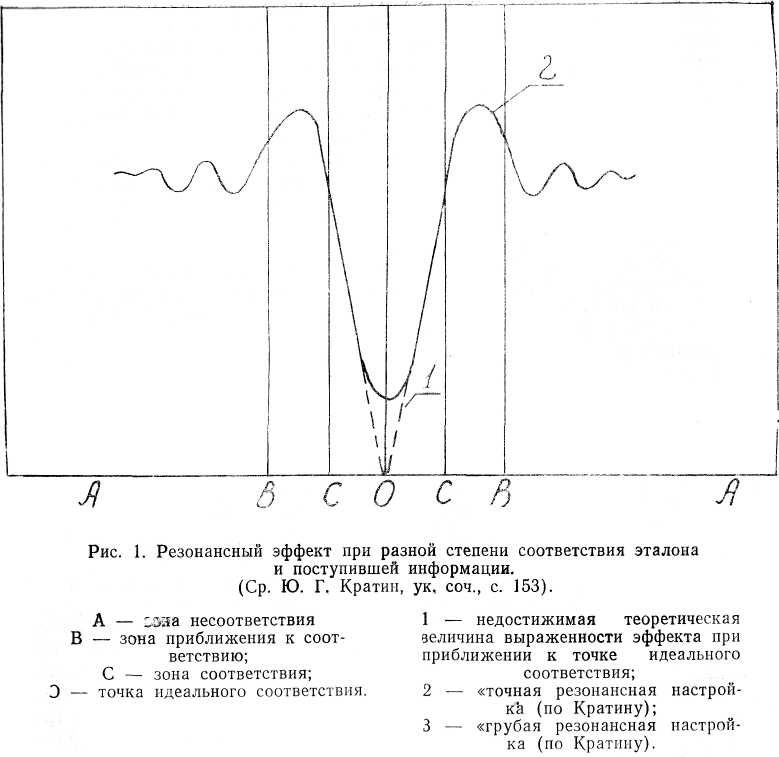 2
1
А В С О С В А
Рис. 1. Резонансный эффект при разной степени соответствия эталона
и поступившей информации.
(Ср. Ю. Г. Кратин, ук. соч., с. 153).
А — зона несоответствия
В — зона приближения к соот-
ветствию;
С — зона соответствия;
О — точка идеального соответствия.
1 — недостижимая теоретическая
величина выраженности эффекта при
приближении к точке идеального
соответствия;
2 — «точная резонансная настрой-
ка (по Кратину);
3 — «грубая резонансная настрой-
ка (по Кратину).